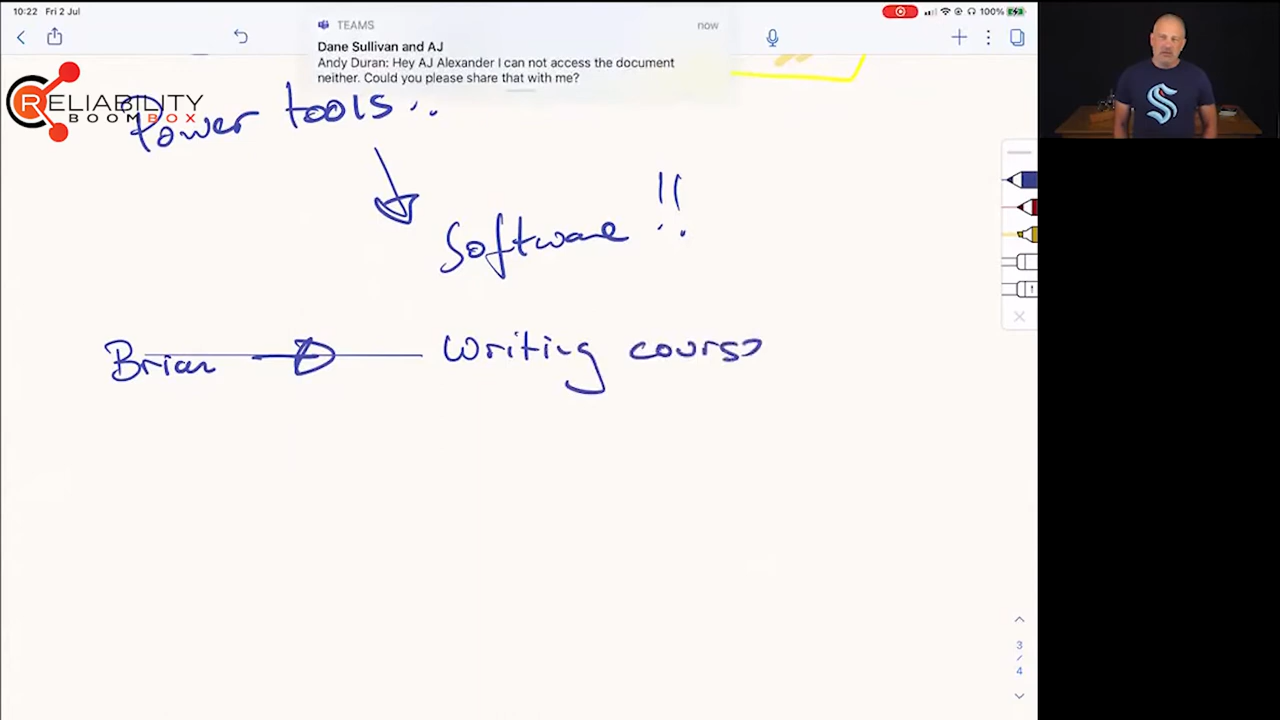 10:22 Fri 2 Jul
100%
TEAMS
now
Dane Sullivan and AJ
Andy Duran: Hey AJ Alexander I can not access the document
neither. Could you please share that with me?
RELIABILITY
BOOMBOX
Power tools..
Software !!
Brian
Writing course
3
/
4